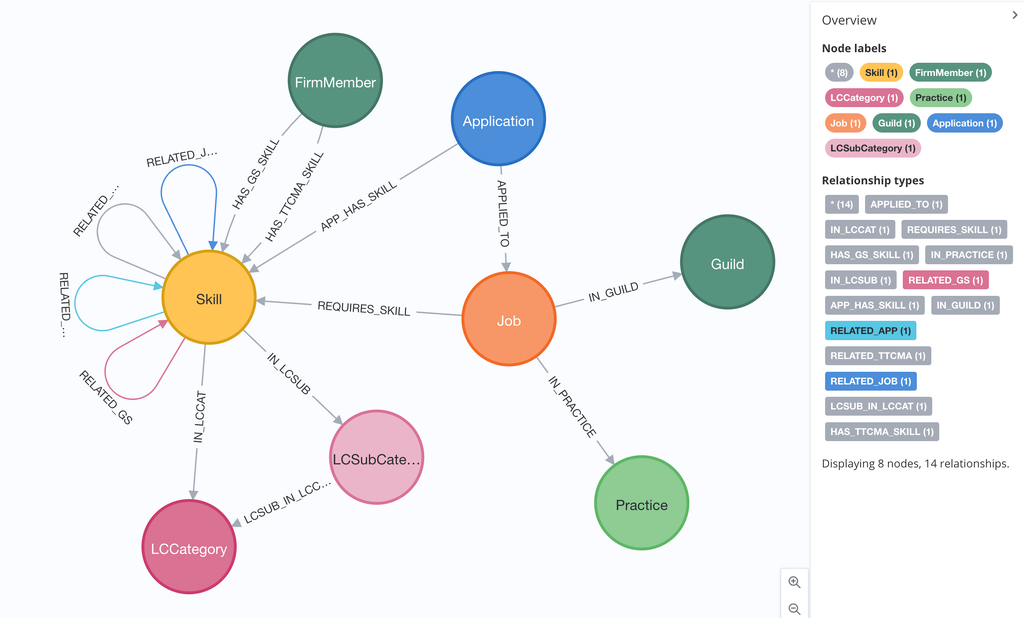 FirmMember
Application
RELATED_J...
RELATED_...
HAS_GS_SKILL
HAS_TTCMA_SKILL
APP_HAS_SKILL
APPLIED_TO
Guild
IN_GUILD
Skill
RELATED_...
REQUIRES_SKILL
Job
RELATED_GS
IN_LCSUB
IN_LCCAT
IN_PRACTICE
LCSubCate...
LCSUB_IN_LCC...
Practice
LCCategory
Overview
Node labels
* (8) Skill (1) FirmMember (1)
LCCategory (1) Practice (1)
Job (1) Guild (1) Application (1)
LCSubCategory (1)
Relationship types
* (14) APPLIED_TO (1)
IN_LCCAT (1) REQUIRES_SKILL (1)
HAS_GS_SKILL (1) IN_PRACTICE (1)
IN_LCSUB (1) RELATED_GS (1)
APP_HAS_SKILL (1) IN_GUILD (1)
RELATED_APP (1)
RELATED_TTCMA (1)
RELATED_JOB (1)
LCSUB_IN_LCCAT (1)
HAS_TTCMA_SKILL (1)
Displaying 8 nodes, 14 relationships.